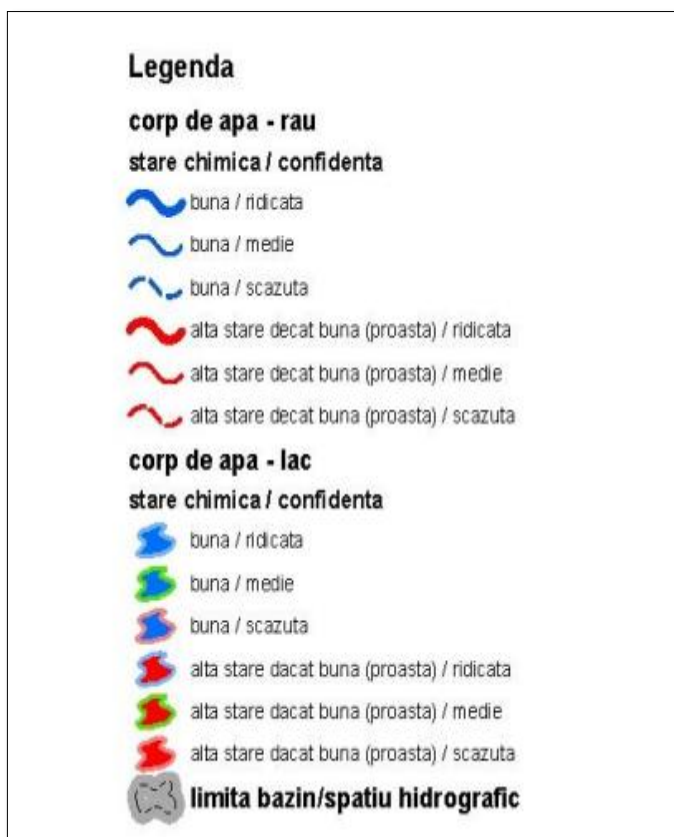 Legenda
corp de apa - rau
stare chimica / confidenta
buna / ridicata
buna / medie
buna / scazuta
alta stare decat buna (proasta) / ridicata
alta stare decat buna (proasta) / medie
alta stare decat buna (proasta) / scazuta
corp de apa - lac
stare chimica / confidenta
buna / ridicata
buna / medie
buna / scazuta
alta stare dacat buna (proasta) / ridicata
alta stare dacat buna (proasta) / medie
alta stare dacat buna (proasta) / scazuta
limita bazin/spatiu hidrografic